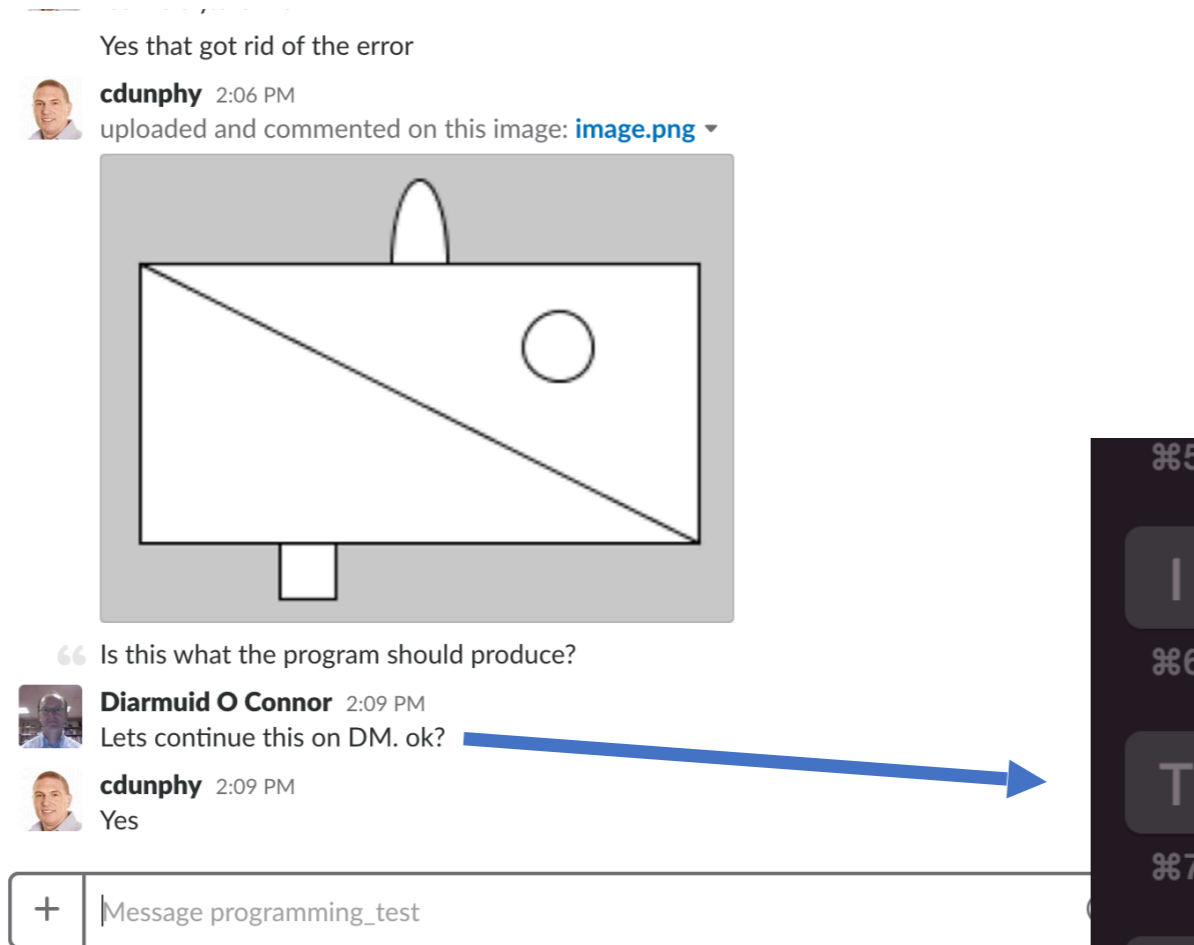 Yes that got rid of the error
cdunphy 2:06 PM
uploaded and commented on this image: image.png
Is this what the program should produce?
Diarmuid O Connor 2:09 PM
Lets continue this on DM. ok?
cdunphy 2:09 PM
Yes
+ Message programming_test
⌘5
I
⌘6
T
⌘7